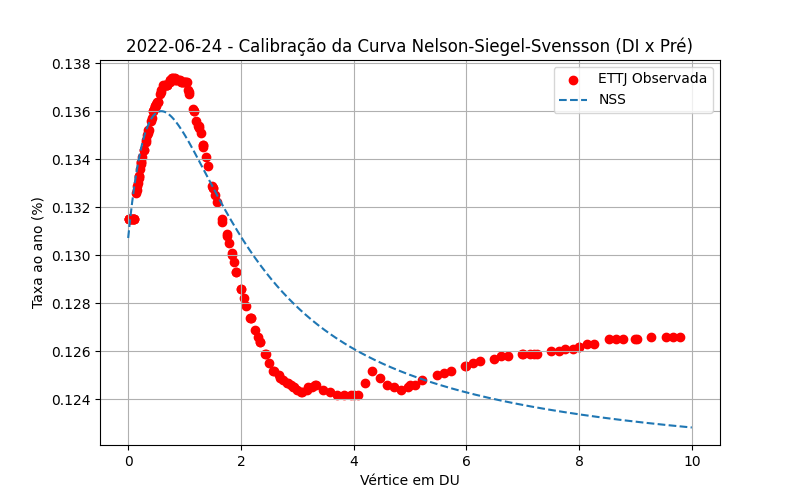 2022-06-24 - Calibração da Curva Nelson-Siegel-Svensson (DI x Pré)
ETTJ Observada
NSS
Taxa ao ano (%)
0.138
0.136
0.134
0.132
0.130
0.128
0.126
0.124
0 2 4 6 8 10
Vértice em DU